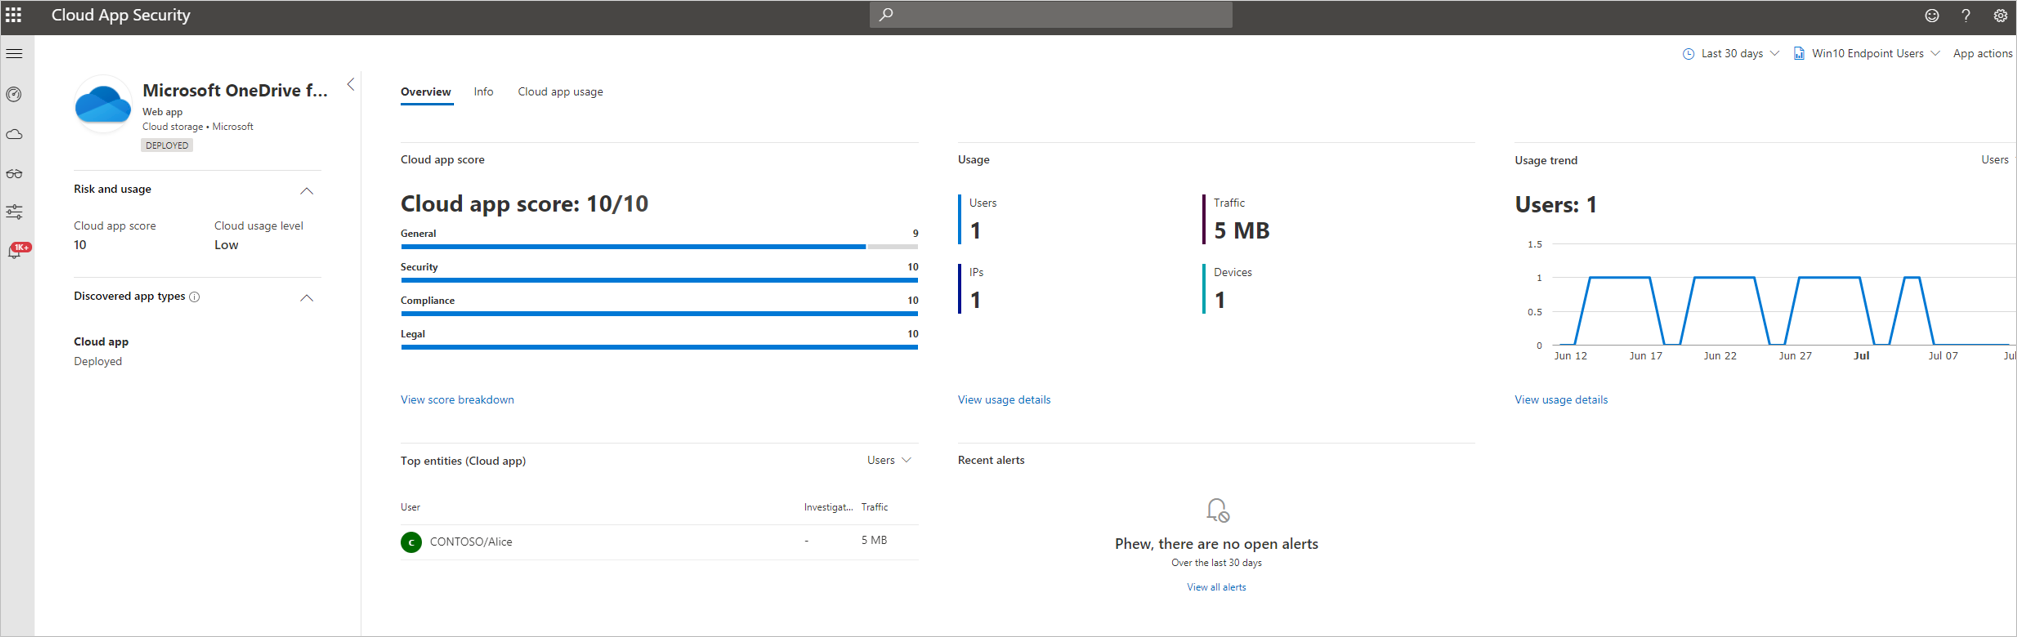 Cloud App Security
Last 30 days
Win10 Endpoint Users
App actions
Microsoft OneDrive f...
Web app
Cloud storage • Microsoft
DEPLOYED
Risk and usage
Cloud app score
Cloud usage level
10
Low
Discovered app types
Cloud app
Deployed
1K+
Overview
Info
Cloud app usage
Cloud app score
Cloud app score: 10/10
General 9
Security 10
Compliance 10
Legal 10
View score breakdown
Usage
Users
1
Traffic
5 MB
IPs
1
Devices
1
View usage details
Usage trend
Users
Users: 1
1.5
1
0.5
0
Jun 12
Jun 17
Jun 22
Jun 27
Jul
Jul 07
View usage details
Top entities (Cloud app)
Users
User
Investigat...
Traffic
C
CONTOSO/Alice
-
5 MB
Recent alerts
Phew, there are no open alerts
Over the last 30 days
View all alerts